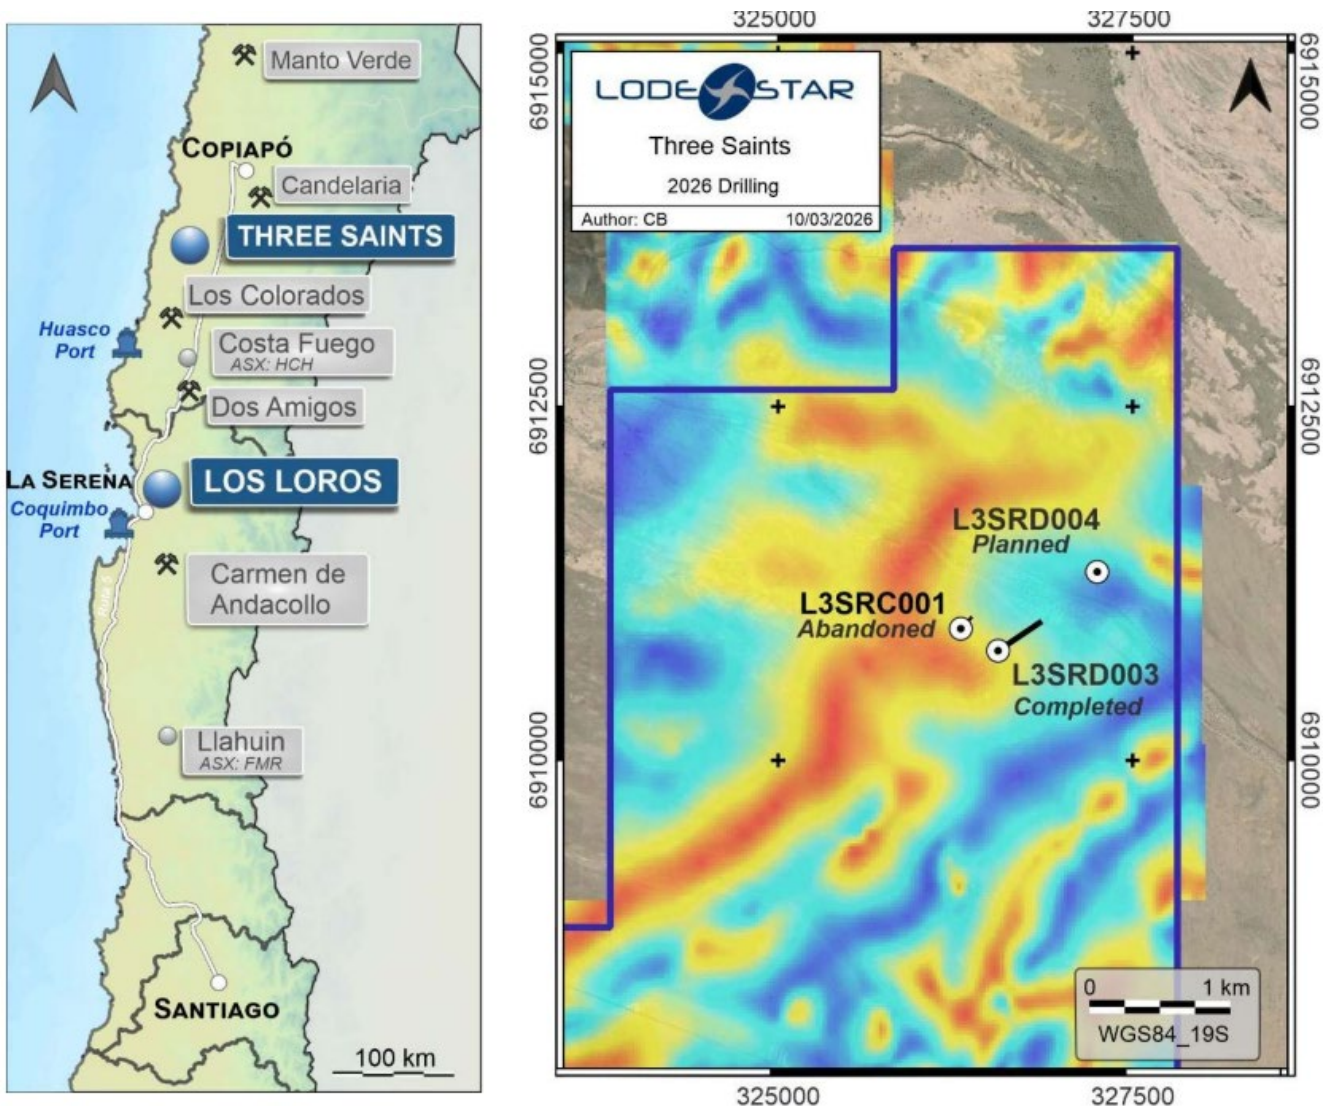 Manto Verde
COPIAPÓ
Candelaria
THREE SAINTS
Los Colorados
Huasco
Port
Costa Fuego
ASX: HCH
Dos Amigos
LA SERENA
LOS LOROS
Coquimbo
Port
Ruta 5
Carmen de
Andacollo
Llahuin
ASX: FMR
SANTIAGO
100 km
325000
327500
6915000
6915000
LODESTAR
Three Saints
2026 Drilling
Author: CB
10/03/2026
6912500
6912500
L3SRD004
Planned
L3SRC001
Abandoned
L3SRD003
Completed
6910000
6910000
0
1 km
WGS84_19S
325000
327500